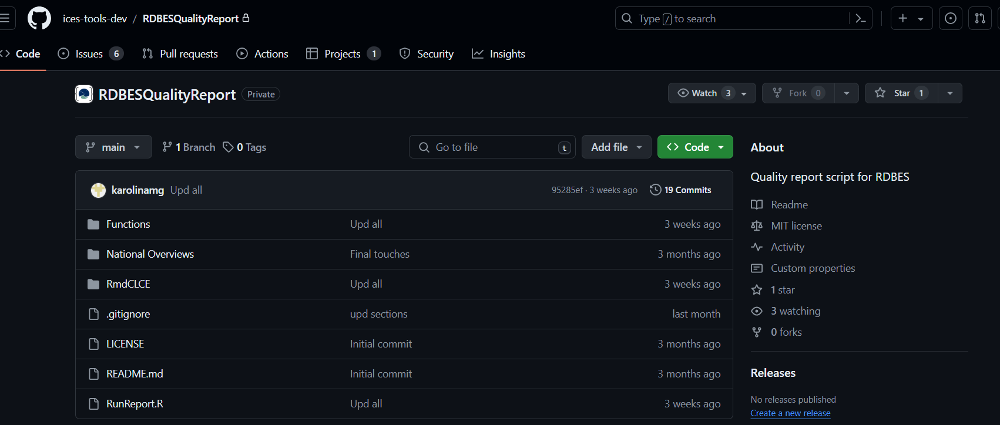 ices-tools-dev / RDBESQualityReport
Type / to search
Code
Issues 6
Pull requests
Actions
Projects 1
Security
Insights
RDBESQualityReport Private
Watch 3
Fork 0
Star 1
main
1 Branch
0 Tags
Go to file t
Add file
Code
karolinamg Upd all 95285ef · 3 weeks ago 19 Commits
Functions Upd all 3 weeks ago
National Overviews Final touches 3 months ago
RmdCLCE Upd all 3 weeks ago
.gitignore upd sections last month
LICENSE Initial commit 3 months ago
README.md Initial commit 3 months ago
RunReport.R Upd all 3 weeks ago
About
Quality report script for RDBES
Readme
MIT license
Activity
Custom properties
1 star
3 watching
0 forks
Releases
No releases published
Create a new release